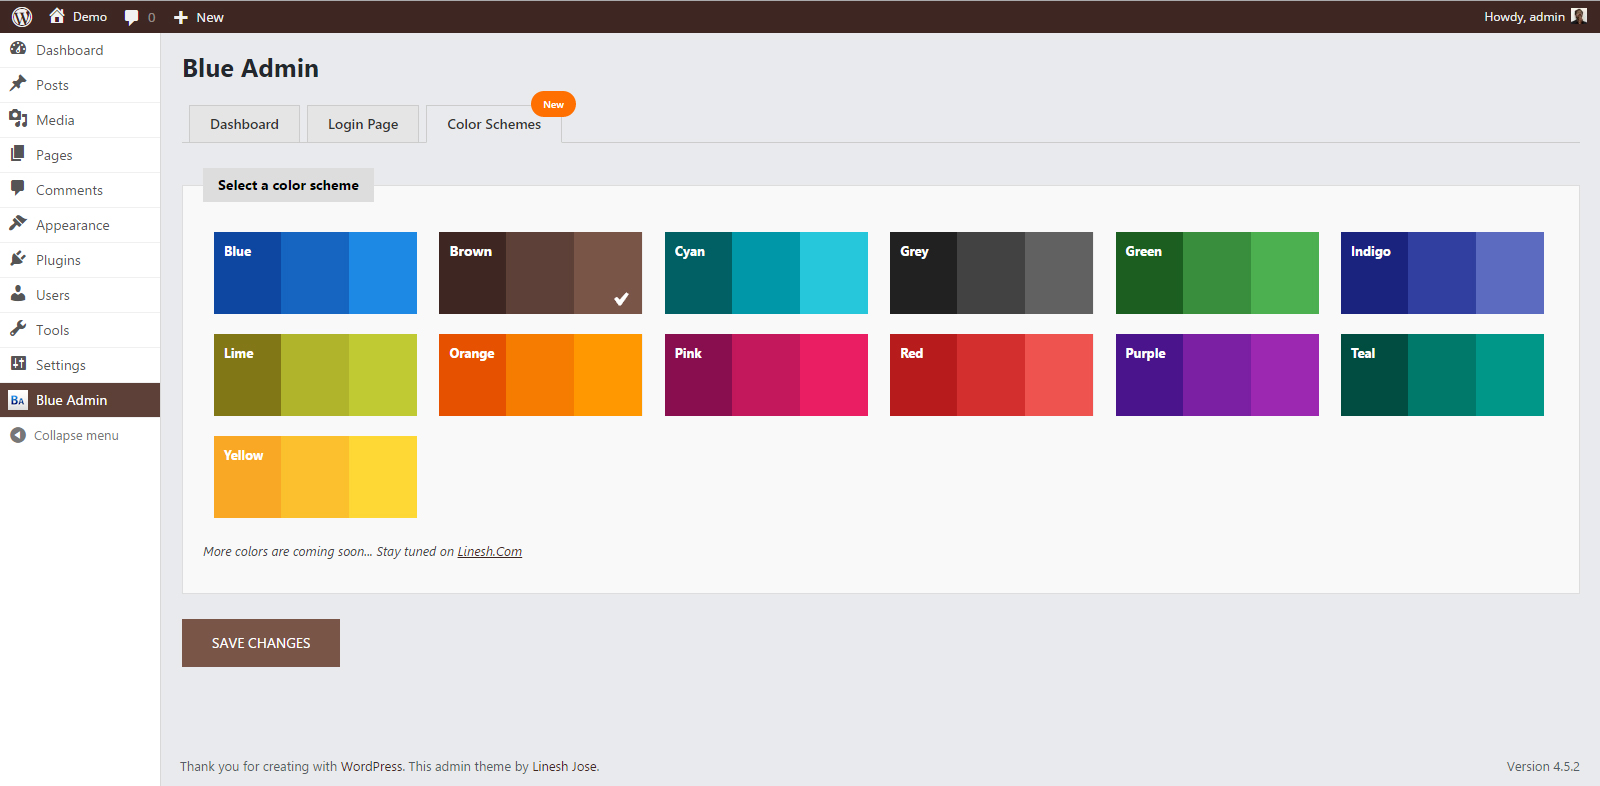 Demo 0 New Howdy, admin
Dashboard
Posts
Media
Pages
Comments
Appearance
Plugins
Users
Tools
Settings
BA Blue Admin
Collapse menu
Blue Admin
Dashboard Login Page Color Schemes New
Select a color scheme
Blue Brown Cyan Grey Green Indigo
Lime Orange Pink Red Purple Teal
Yellow
More colors are coming soon... Stay tuned on Linesh.Com
SAVE CHANGES
Thank you for creating with WordPress. This admin theme by Linesh Jose. Version 4.5.2